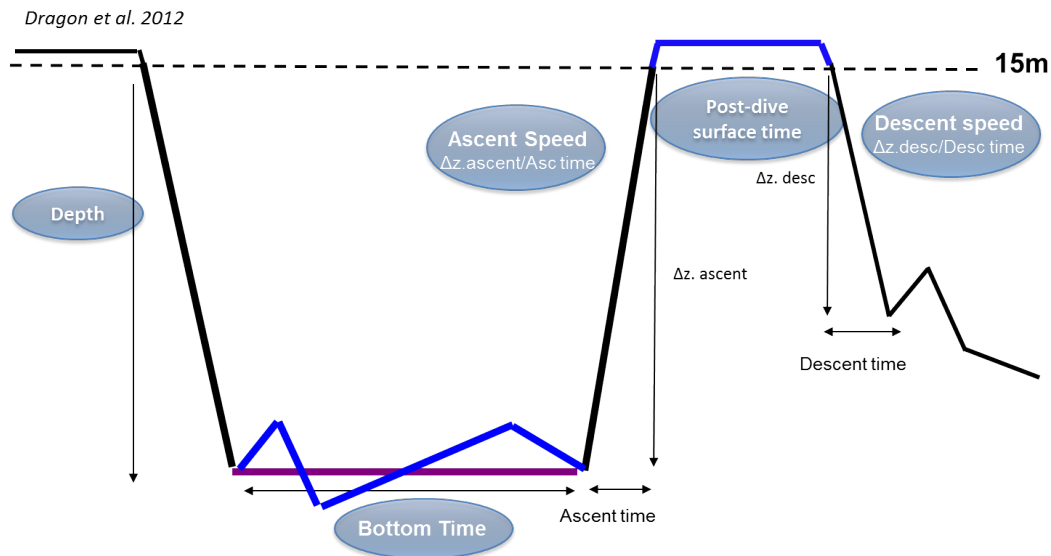 Dragon et al. 2012
15m
Post-dive
surface time
Ascent Speed
Δz.ascent/Asc time
Descent speed
Δz.desc/Desc time
Δz. desc
Depth
Δz. ascent
Descent time
Ascent time
Bottom Time